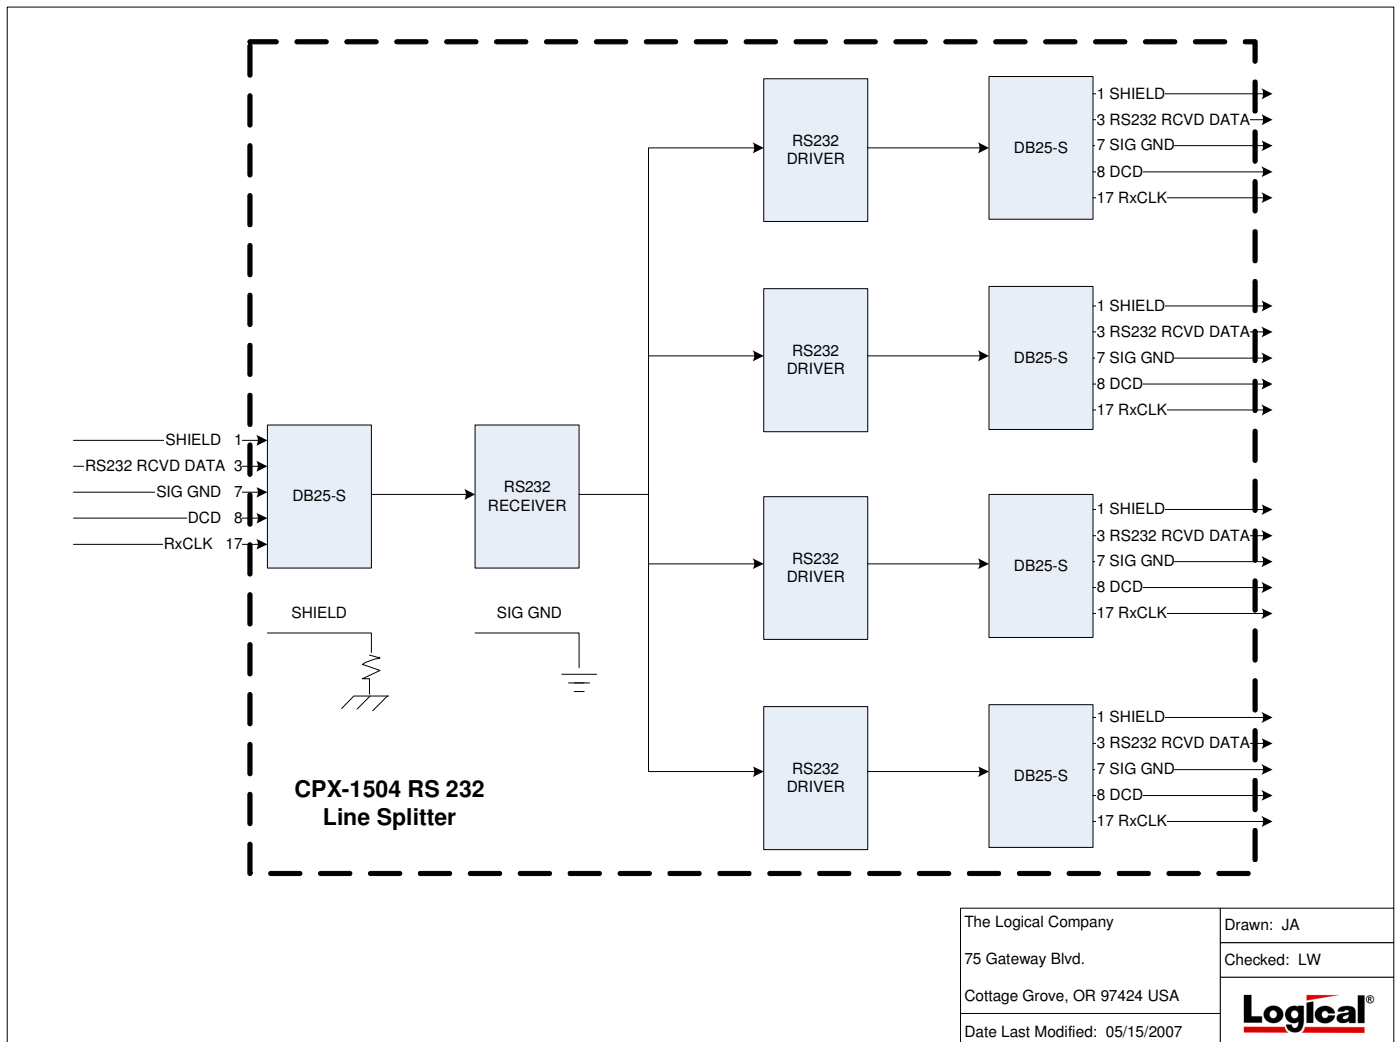 RS232
DRIVER
DB25-S
1 SHIELD
3 RS232 RCVD DATA
7 SIG GND
8 DCD
17 RxCLK
RS232
DRIVER
DB25-S
1 SHIELD
3 RS232 RCVD DATA
7 SIG GND
8 DCD
17 RxCLK
SHIELD 1
RS232 RCVD DATA 3
SIG GND 7
DCD 8
RxCLK 17
DB25-S
RS232
RECEIVER
RS232
DRIVER
DB25-S
1 SHIELD
3 RS232 RCVD DATA
7 SIG GND
8 DCD
17 RxCLK
SHIELD
SIG GND
RS232
DRIVER
DB25-S
1 SHIELD
3 RS232 RCVD DATA
7 SIG GND
8 DCD
17 RxCLK
CPX-1504 RS 232
Line Splitter
The Logical Company
75 Gateway Blvd.
Cottage Grove, OR 97424 USA
Date Last Modified: 05/15/2007
Drawn: JA
Checked: LW
Logical®